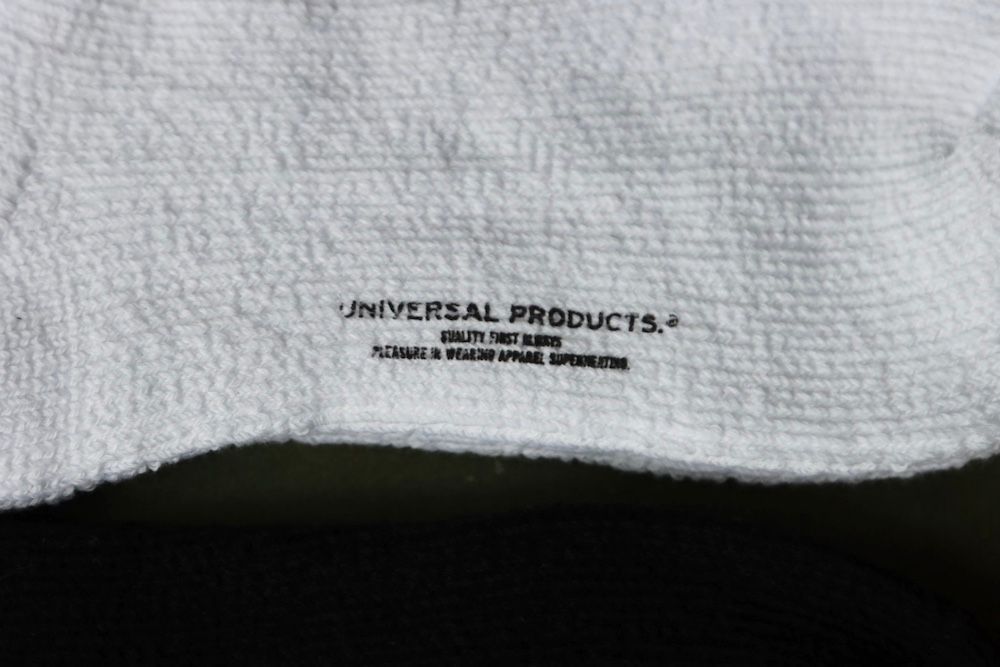 UNIVERSAL PRODUCTS.
QUALITY FIRST ALWAYS
PLEASURE IN WEARING APPAREL